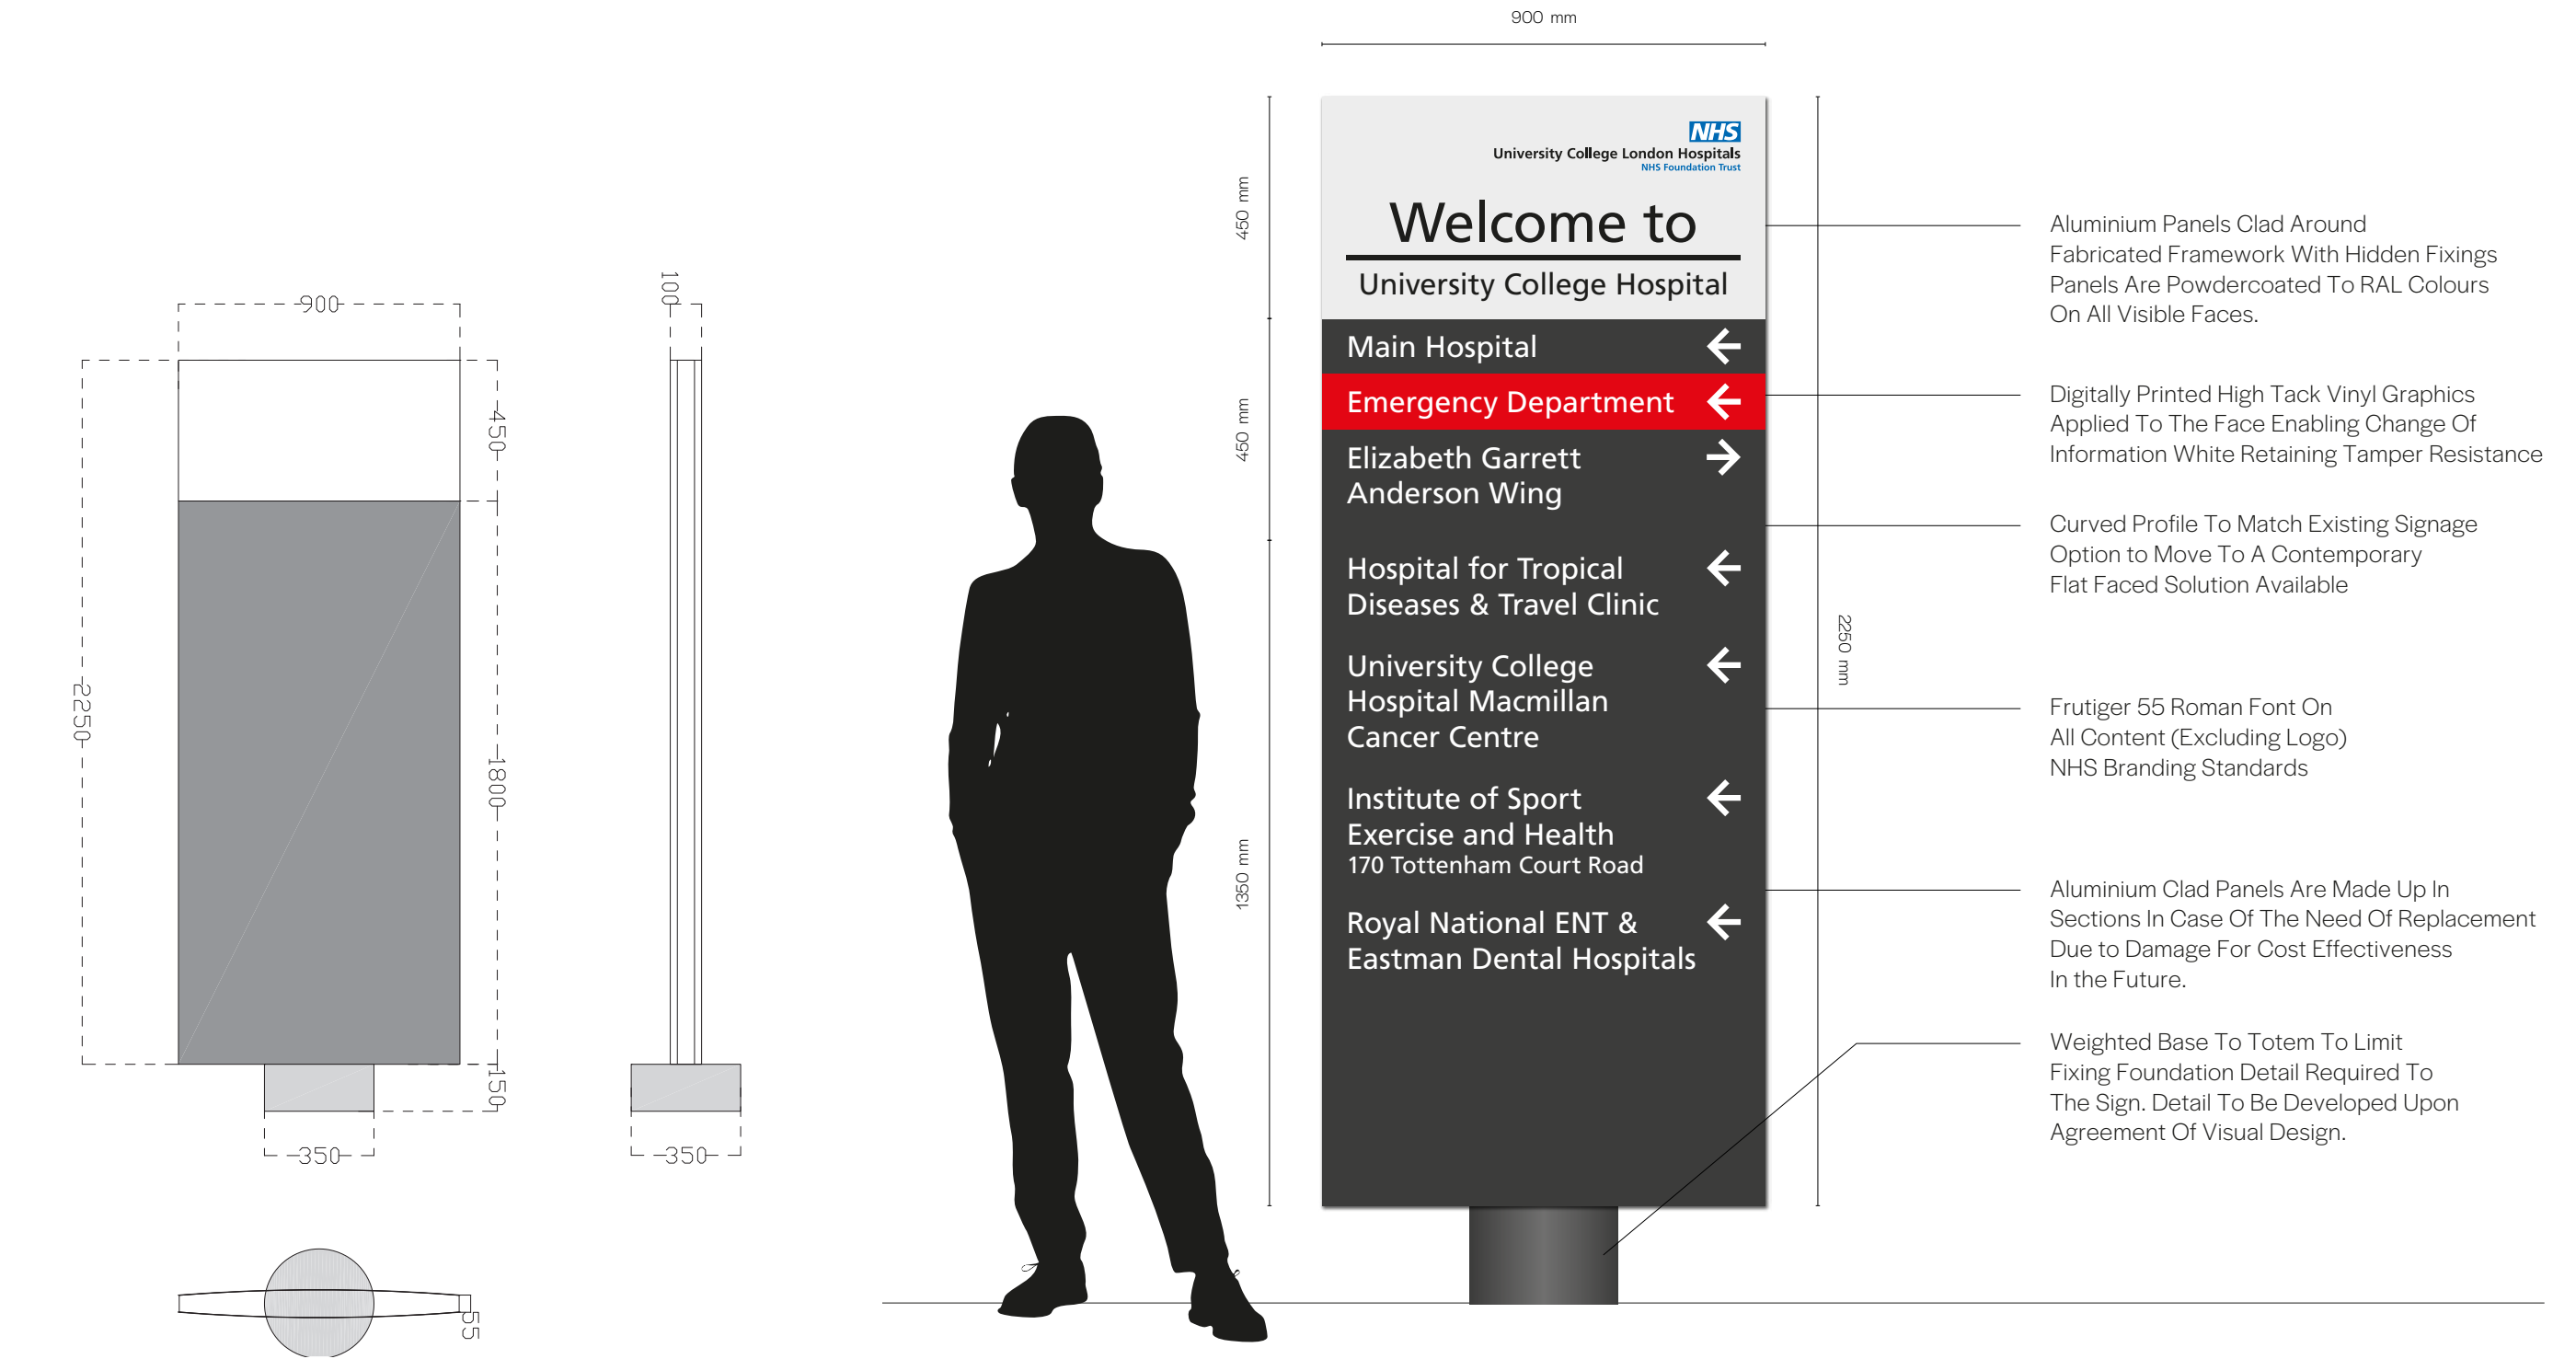 900
100
450
2250
1800
150
350
350
55
900 mm
450 mm
450 mm
1350 mm
2250 mm
NHS
University College London Hospitals
NHS Foundation Trust
Welcome to
University College Hospital
Main Hospital
Emergency Department
Elizabeth Garrett
Anderson Wing
Hospital for Tropical
Diseases & Travel Clinic
University College
Hospital Macmillan
Cancer Centre
Institute of Sport
Exercise and Health
170 Tottenham Court Road
Royal National ENT &
Eastman Dental Hospitals
Aluminium Panels Clad Around
Fabricated Framework With Hidden Fixings
Panels Are Powdercoated To RAL Colours
On All Visible Faces.
Digitally Printed High Tack Vinyl Graphics
Applied To The Face Enabling Change Of
Information White Retaining Tamper Resistance
Curved Profile To Match Existing Signage
Option to Move To A Contemporary
Flat Faced Solution Available
Frutiger 55 Roman Font On
All Content (Excluding Logo)
NHS Branding Standards
Aluminium Clad Panels Are Made Up In
Sections In Case Of The Need Of Replacement
Due to Damage For Cost Effectiveness
In the Future.
Weighted Base To Totem To Limit
Fixing Foundation Detail Required To
The Sign. Detail To Be Developed Upon
Agreement Of Visual Design.